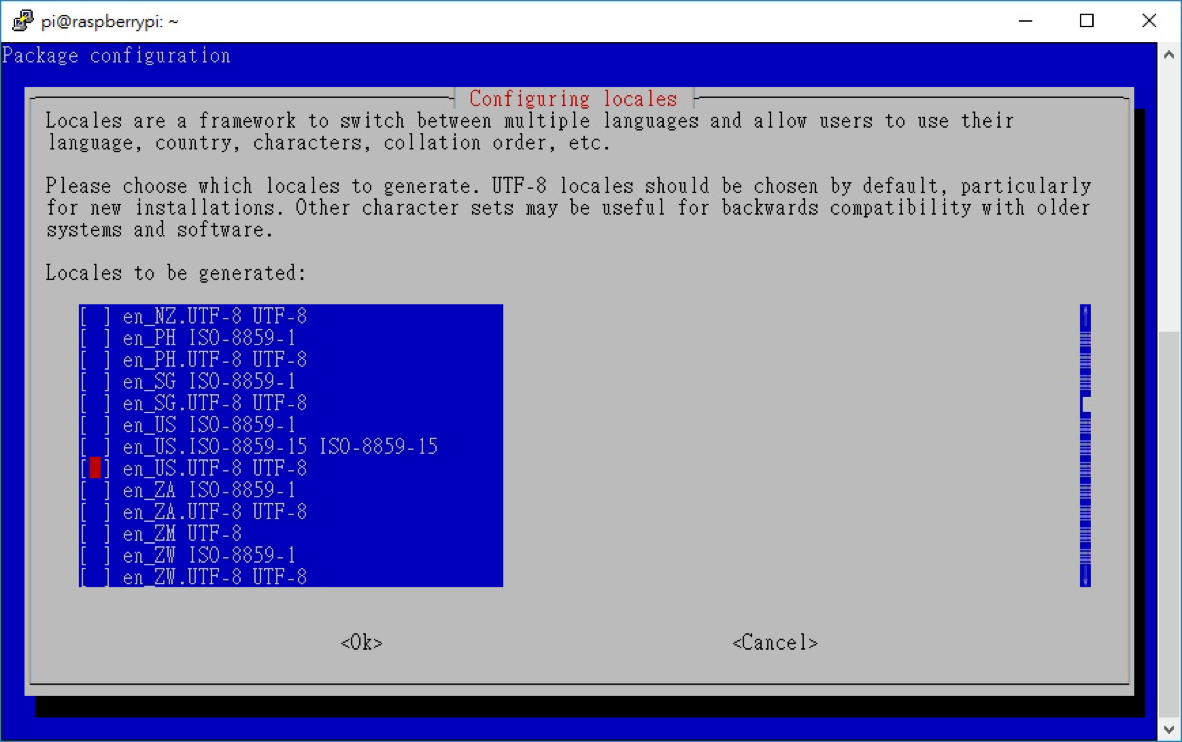 pi@raspberrypi: ~
Package configuration
Configuring locales
Locales are a framework to switch between multiple languages and allow users to use their
language, country, characters, collation order, etc.
Please choose which locales to generate. UTF-8 locales should be chosen by default, particularly
for new installations. Other character sets may be useful for backwards compatibility with older
systems and software.
Locales to be generated:
[ ] en_NZ.UTF-8 UTF-8
[ ] en_PH ISO-8859-1
[ ] en_PH.UTF-8 UTF-8
[ ] en_SG ISO-8859-1
[ ] en_SG.UTF-8 UTF-8
[ ] en_US ISO-8859-1
[ ] en_US.ISO-8859-15 ISO-8859-15
[ ] en_US.UTF-8 UTF-8
[ ] en_ZA ISO-8859-1
[ ] en_ZA.UTF-8 UTF-8
[ ] en_ZM UTF-8
[ ] en_ZW ISO-8859-1
[ ] en_ZW.UTF-8 UTF-8
<Ok> <Cancel>